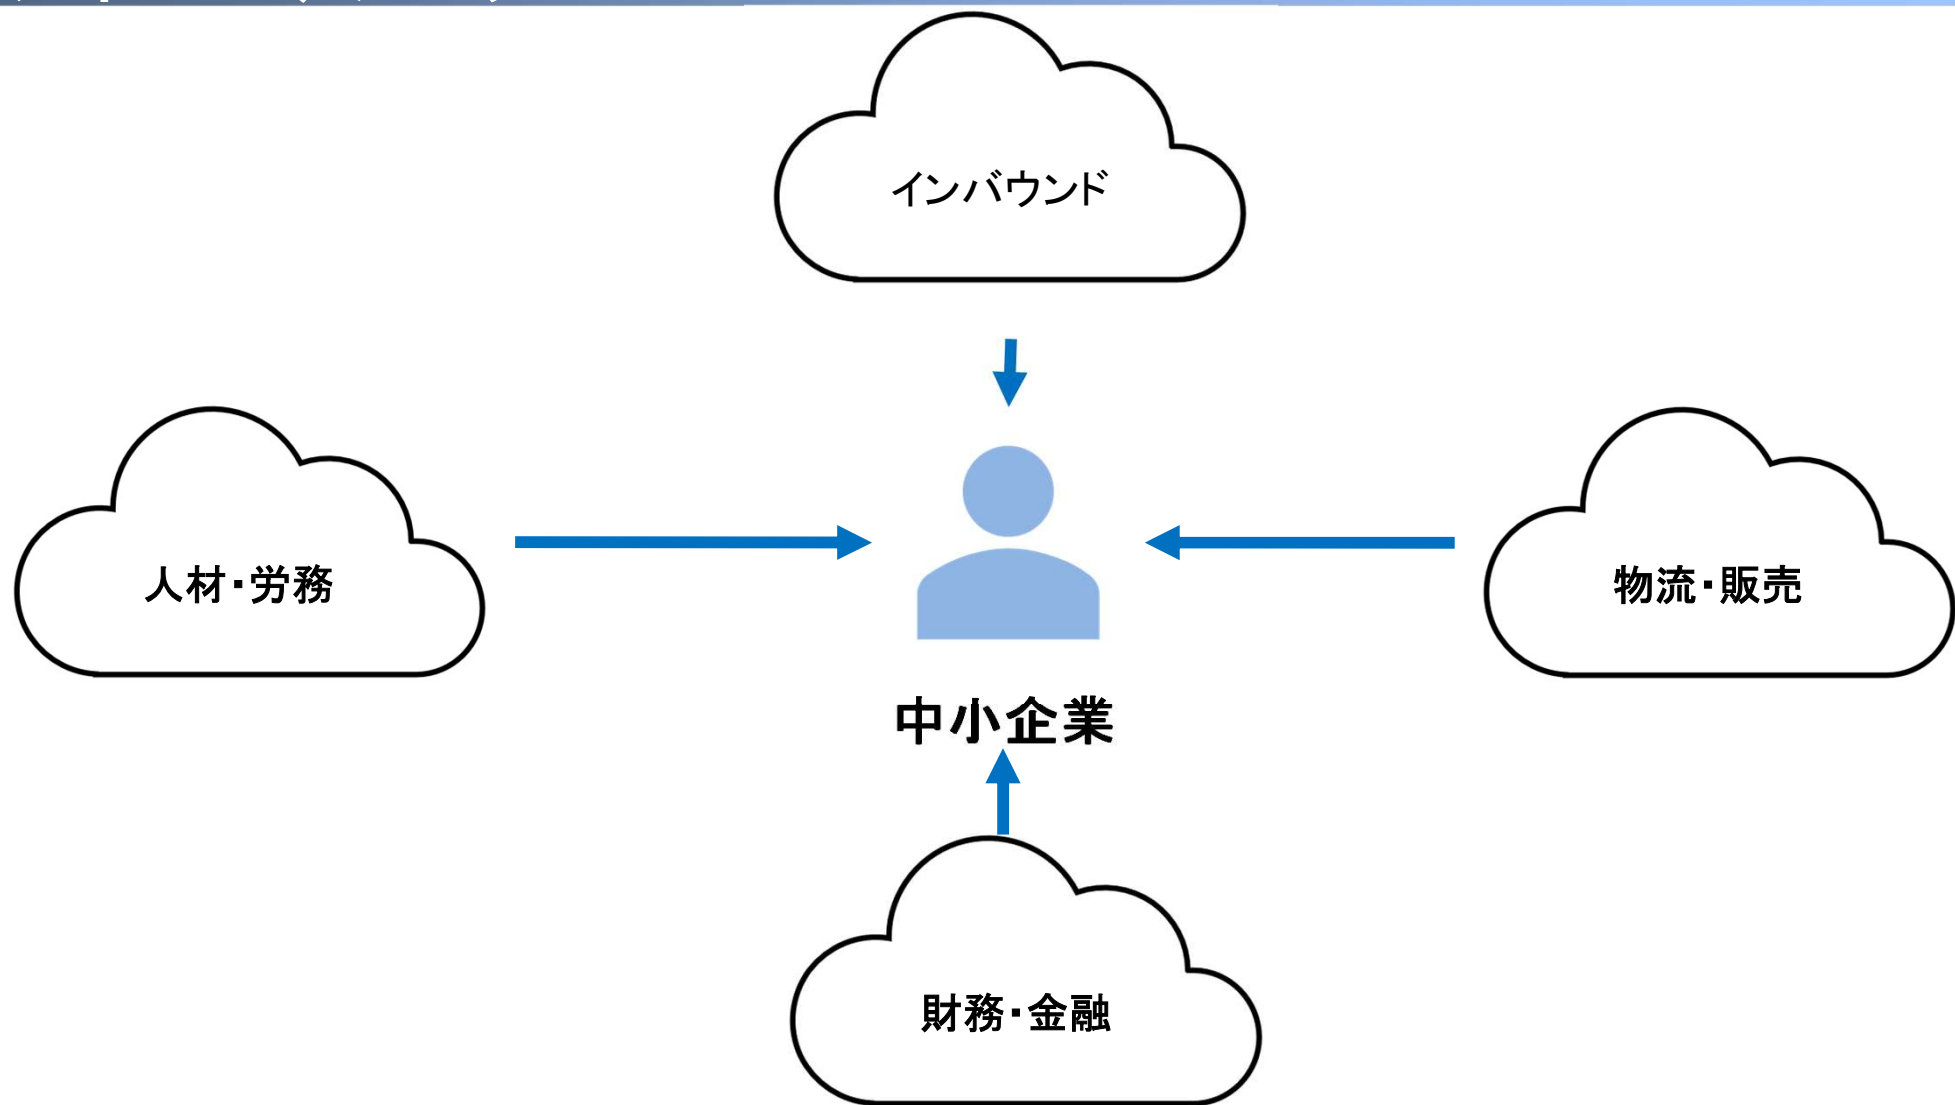 インバウンド
人材・労務
物流・販売
中小企業
財務・金融